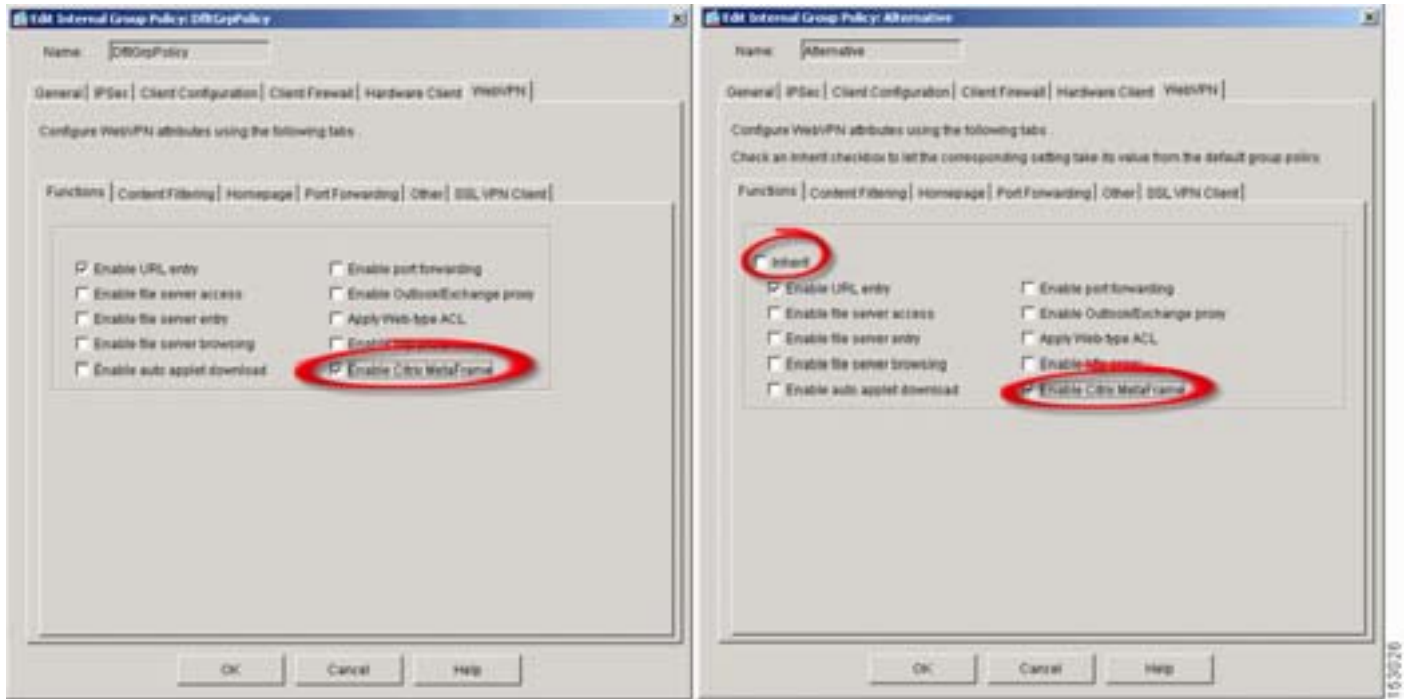 Edit Internal Group Policy: DfltGrpPolicy
Name: DfltGrpPolicy
General IPSec Client Configuration Client Firewall Hardware Client WebVPN
Configure WebVPN attributes using the following tabs.
Functions Content Filtering Homepage Port Forwarding Other SSL VPN Client
Enable URL entry Enable port forwarding
Enable file server access Enable Outlook/Exchange proxy
Enable file server entry Apply Web-type ACL
Enable file server browsing Enable
Enable auto applet download Enable Citrix MetaFrame
OK Cancel Help
Edit Internal Group Policy: Alternative
Name: Alternative
General IPSec Client Configuration Client Firewall Hardware Client WebVPN
Configure WebVPN attributes using the following tabs.
Check an Inherit checkbox to let the corresponding setting take its value from the default group policy.
Functions Content Filtering Homepage Port Forwarding Other SSL VPN Client
Inherit
Enable URL entry Enable port forwarding
Enable file server access Enable Outlook/Exchange proxy
Enable file server entry Apply Web-type ACL
Enable file server browsing Enable http proxy
Enable auto applet download Enable Citrix MetaFrame
OK Cancel Help
153026